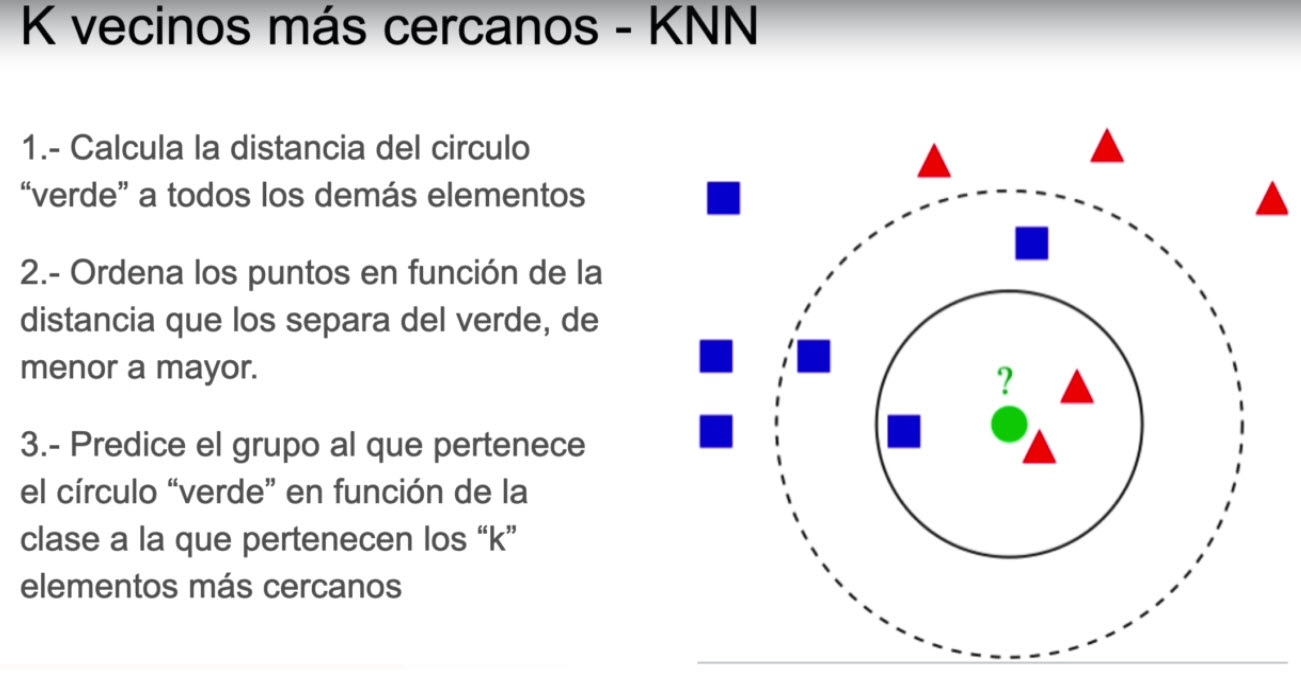 K vecinos más cercanos - KNN
1.- Calcula la distancia del circulo
“verde” a todos los demás elementos
2.- Ordena los puntos en función de la
distancia que los separa del verde, de
menor a mayor.
3.- Predice el grupo al que pertenece
el círculo “verde” en función de la
clase a la que pertenecen los “k”
elementos más cercanos
?